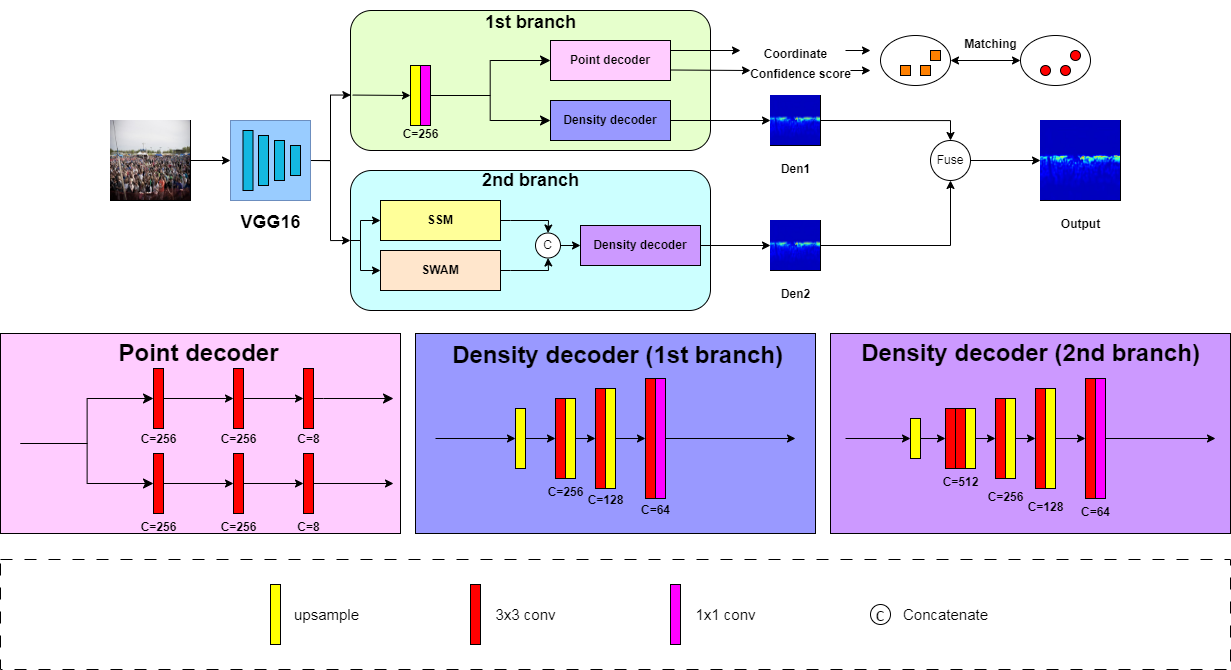 1st branch
Point decoder
Coordinate
Confidence score
Matching
C=256
Density decoder
Den1
VGG16
Fuse
Output
2nd branch
SSM
SWAM
C
Density decoder
Den2
Point decoder
C=256
C=256
C=8
C=256
C=256
C=8
Density decoder (1st branch)
C=256
C=128
C=64
Density decoder (2nd branch)
C=512
C=256
C=128
C=64
upsample
3x3 conv
1x1 conv
C
Concatenate